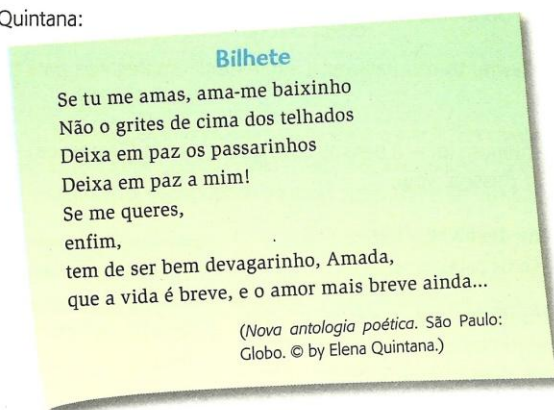 Quintana:
Bilhete
Se tu me amas, ama-me baixinho
Não o grites de cima dos telhados
Deixa em paz os passarinhos
Deixa em paz a mim!
Se me queres,
enfim,
tem de ser bem devagarinho, Amada,
que a vida é breve, e o amor mais breve ainda...
(Nova antologia poética. São Paulo:
Globo. © by Elena Quintana.)